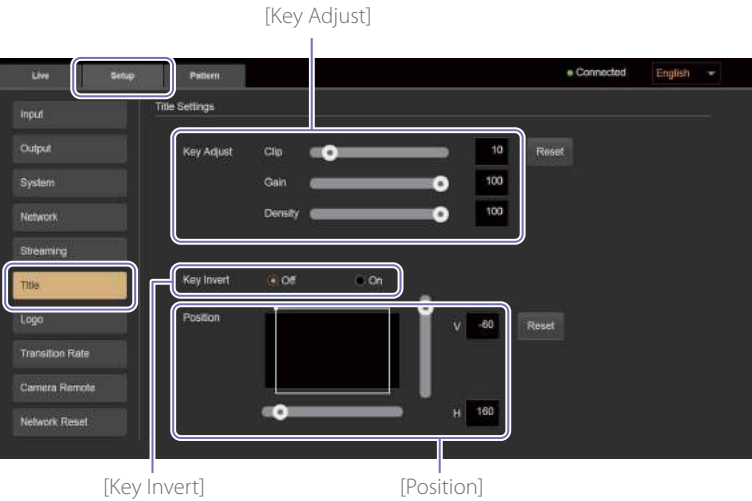 [Key Adjust]
Live Setup Pattern Connected English
Input Title Settings
Output Key Adjust Clip 10 Reset
System Gain 100
Network Density 100
Streaming
Title Key Invert Off On
Logo Position V -60 Reset
Transition Rate
Camera Remote
Network Reset H 160
[Key Invert] [Position]